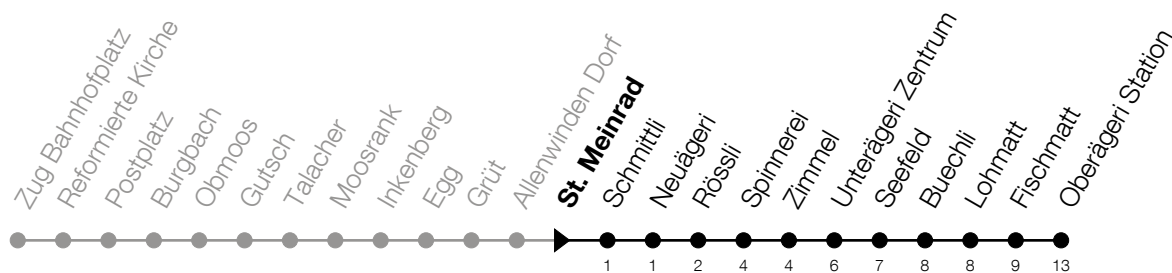 Zug Bahnhofplatz
Reformierte Kirche
Postplatz
Burgbach
Obmoos
Gutsch
Talacher
Moosrank
Inkenberg
Egg
Grüt
Allenwinden Dorf
St. Meinrad
Schmittli
Neuägeri
Rössli
Spinnerei
Zimmel
Unterägeri Zentrum
Seefeld
Buechli
Lohmatt
Fischmatt
Oberägeri Station
1 1 2 4 4 6 7 8 8 9 13